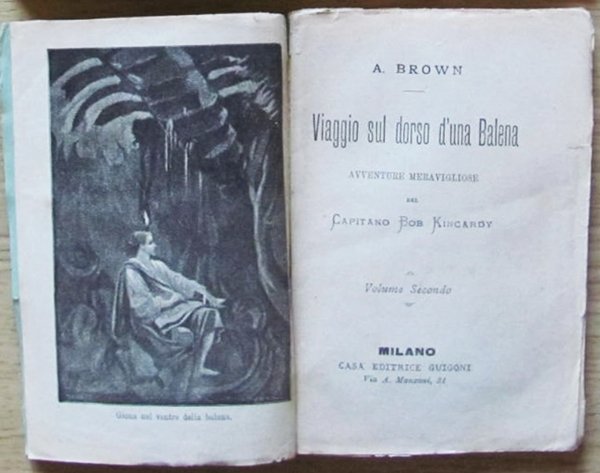 Giona nel ventre della balena.
A. BROWN
Viaggio sul dorso d'una Balena
AVVENTURE MERAVIGLIOSE
DEL
CAPITANO BOB KINCARDY
Volume Secondo
MILANO
CASA EDITRICE GUIGONI
Via A. Manzoni, 31